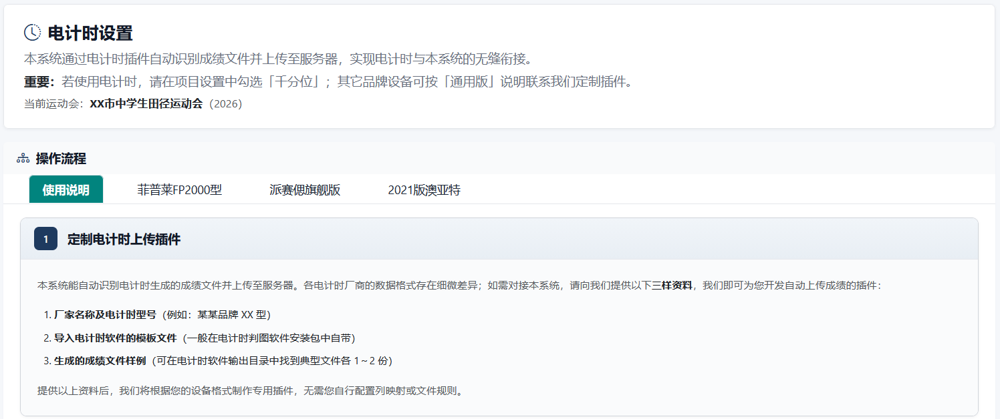 电计时设置
本系统通过电计时插件自动识别成绩文件并上传至服务器，实现电计时与本系统的无缝衔接。
重要：若使用电计时，请在项目设置中勾选「千分位」；其它品牌设备可按「通用版」说明联系我们定制插件。
当前运动会：XX市中学生田径运动会（2026）
操作流程
使用说明 菲普莱FP2000型 派赛偲旗舰版 2021版澳亚特
1 定制电计时上传插件
本系统能自动识别电计时生成的成绩文件并上传至服务器。各电计时厂商的数据格式存在细微差异；如需对接本系统，请向我们提供以下三样资料，我们即可为您开发自动上传成绩的插件：
1. 厂家名称及电计时型号（例如：某某品牌 XX 型）
2. 导入电计时软件的模板文件（一般在电计时判图软件安装包中自带）
3. 生成的成绩文件样例（可在电计时软件输出目录中找到典型文件各 1～2 份）
提供以上资料后，我们将根据您的设备格式制作专用插件，无需您自行配置列映射或文件规则。